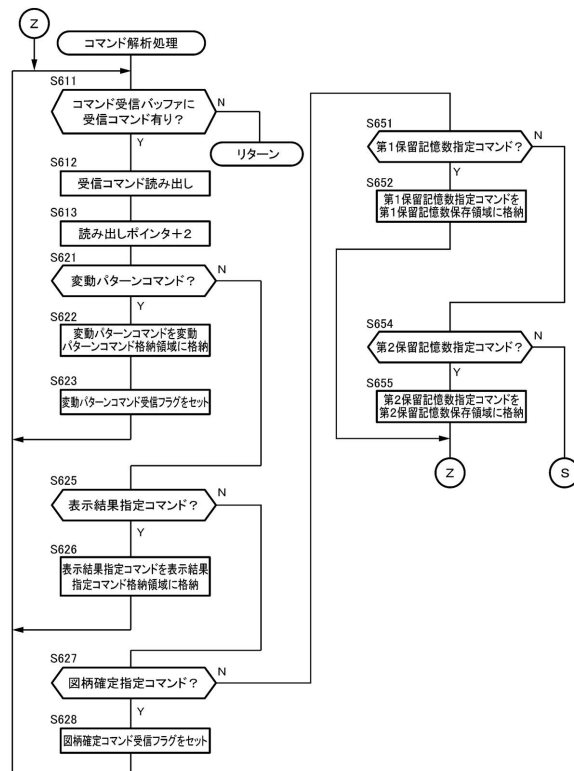 Z
コマンド解析処理
S611
コマンド受信バッファに
受信コマンド有り？
N
Y
リターン
S612
受信コマンド読み出し
S613
読み出しポインタ＋2
S621
変動パターンコマンド？
N
Y
S622
変動パターンコマンドを変動
パターンコマンド格納領域に格納
S623
変動パターンコマンド受信フラグをセット
S625
表示結果指定コマンド？
N
Y
S626
表示結果指定コマンドを表示結果
指定コマンド格納領域に格納
S627
図柄確定指定コマンド？
N
Y
S628
図柄確定コマンド受信フラグをセット
S651
第1保留記憶数指定コマンド？
N
Y
S652
第1保留記憶数指定コマンドを
第1保留記憶数保存領域に格納
S654
第2保留記憶数指定コマンド？
N
Y
S655
第2保留記憶数指定コマンドを
第2保留記憶数保存領域に格納
Z
S